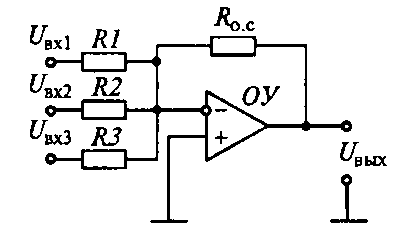 Rо.с
Uвх1 R1
Uвх2 R2
Uвх3 R3
ОУ
−
+
Uвых